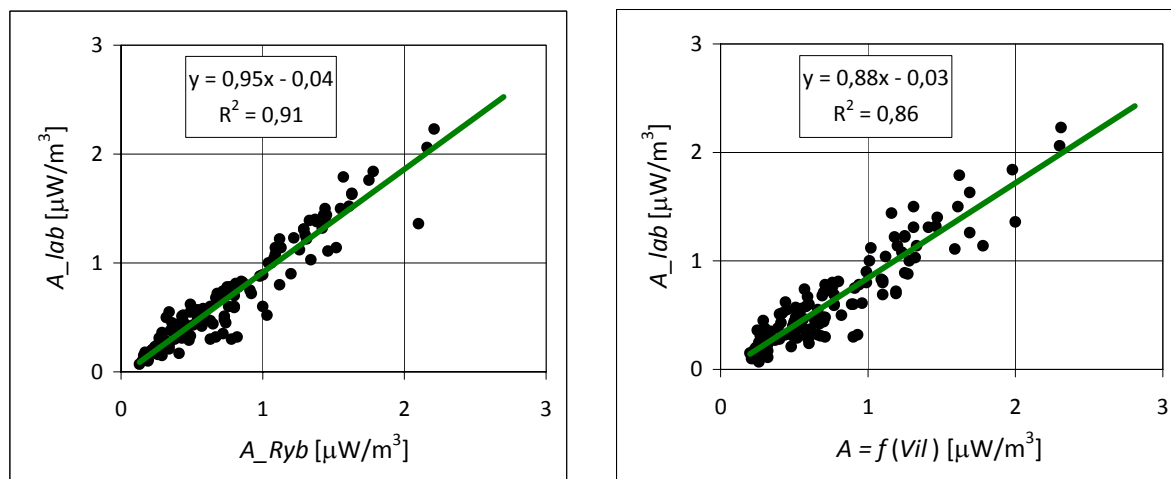 3
2
1
0
0
1
2
3
y = 0,95x - 0,04
R² = 0,91
A_lab [μW/m³]
A_Ryb [μW/m³]
3
2
1
0
0
1
2
3
y = 0,88x - 0,03
R² = 0,86
A_lab [μW/m³]
A = f (Vil ) [μW/m³]